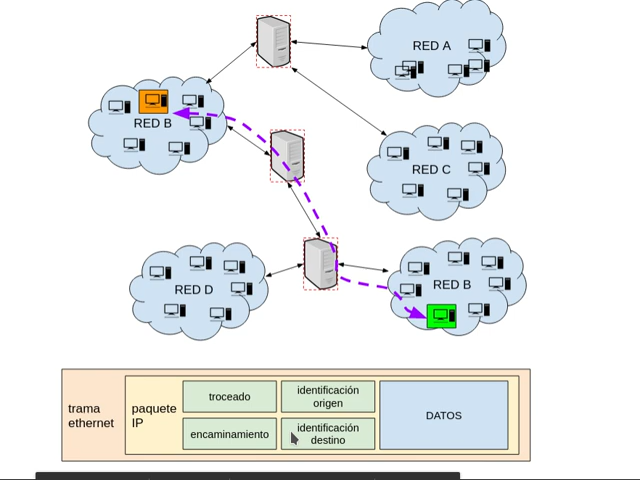 RED A
RED B
RED C
RED D
RED B
trama
ethernet
paquete
IP
troceado
identificación
origen
encaminamiento
identificación
destino
DATOS